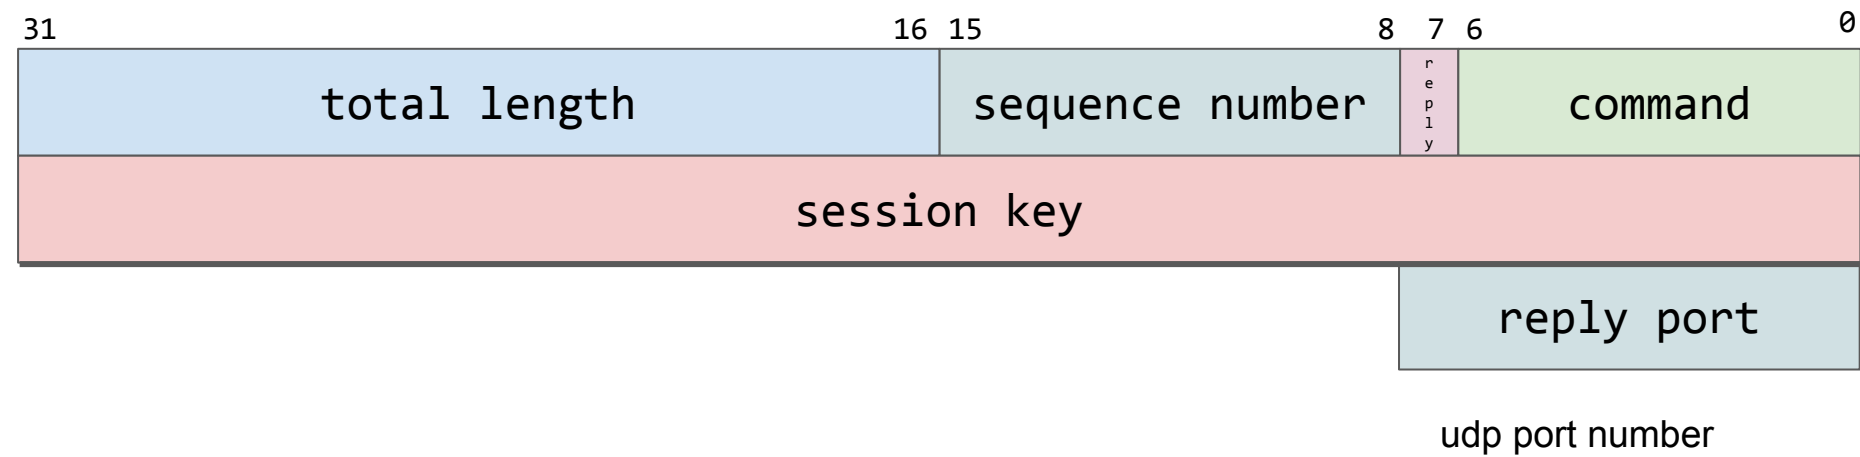 31 16 15 8 7 6 0
total length sequence number reply command
session key
reply port
udp port number